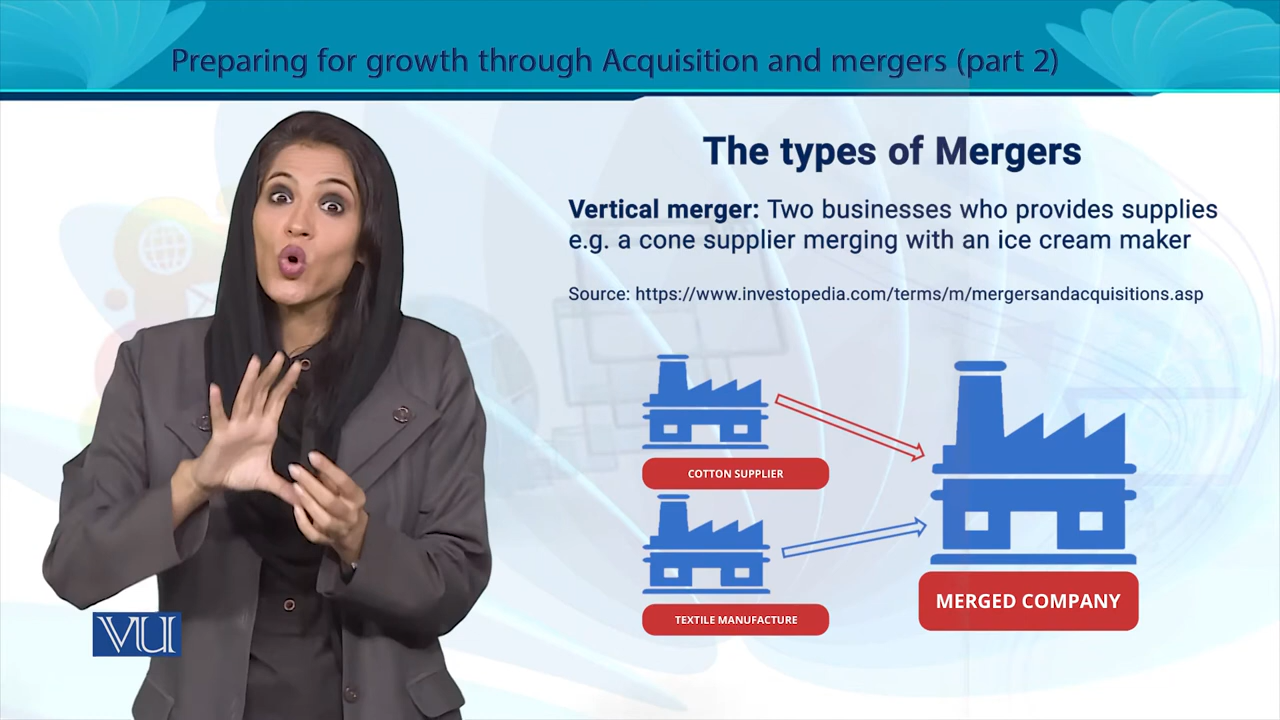 Preparing for growth through Acquisition and mergers (part 2)
The types of Mergers
Vertical merger: Two businesses who provides supplies
e.g. a cone supplier merging with an ice cream maker
Source: https://www.investopedia.com/terms/m/mergersandacquisitions.asp
COTTON SUPPLIER
TEXTILE MANUFACTURE
MERGED COMPANY
VU